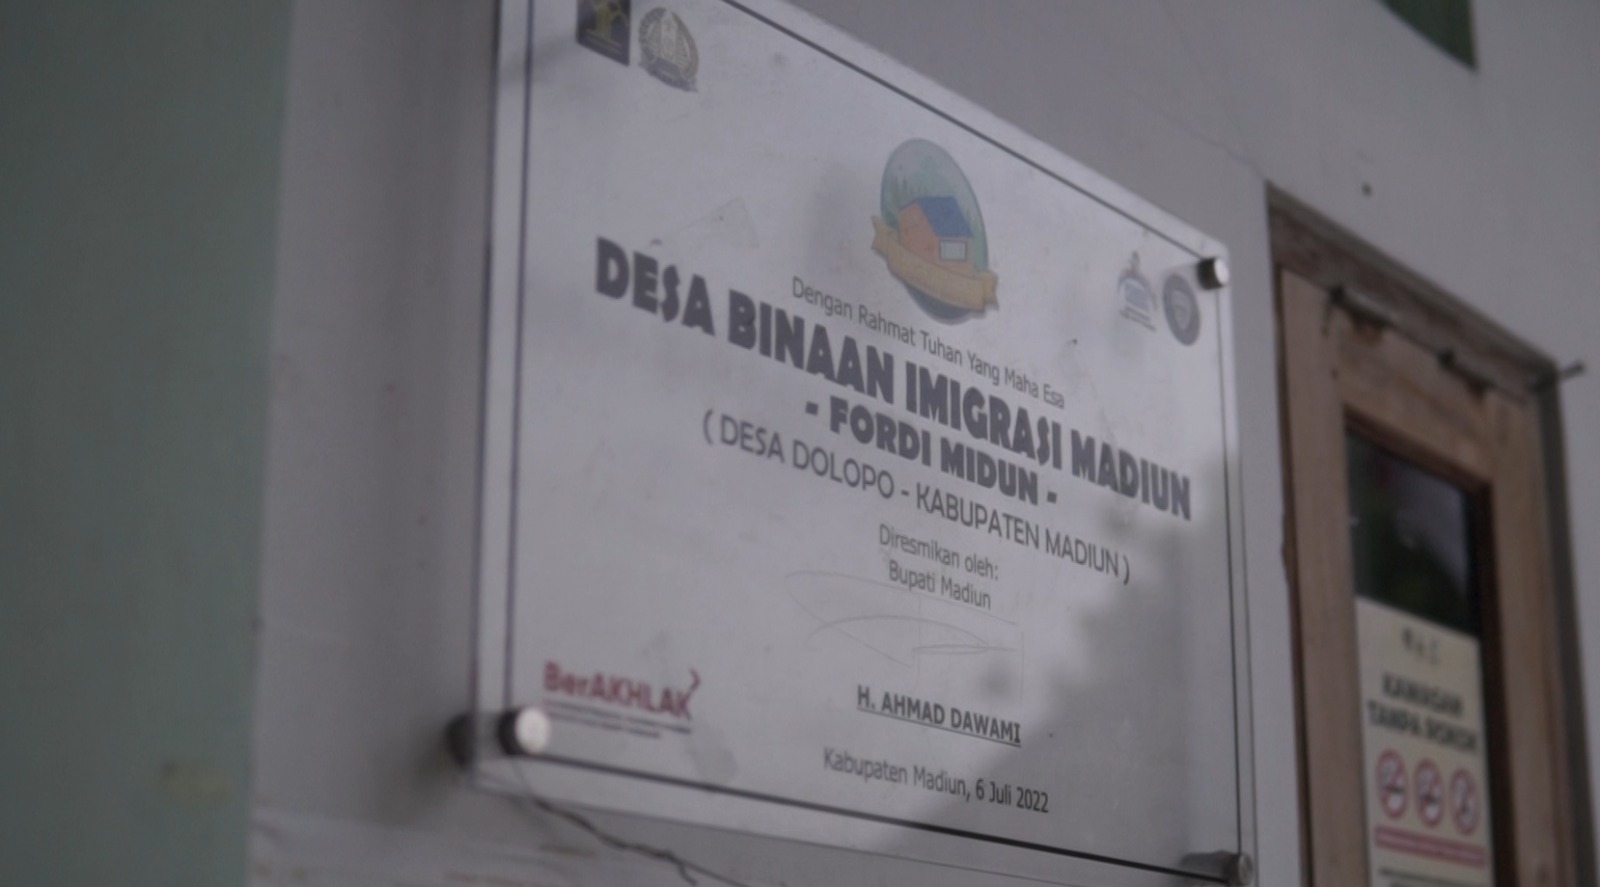 Dengan Rahmat Tuhan Yang Maha Esa
DESA BINAAN IMIGRASI MADIUN
- FORDI MIDUN -
( DESA DOLOPO - KABUPATEN MADIUN )
Diresmikan oleh:
Bupati Madiun
H. AHMAD DAWAMI
Kabupaten Madiun, 6 Juli 2022
BerAKHLAK
KAWASAN
TANPA ROKOK